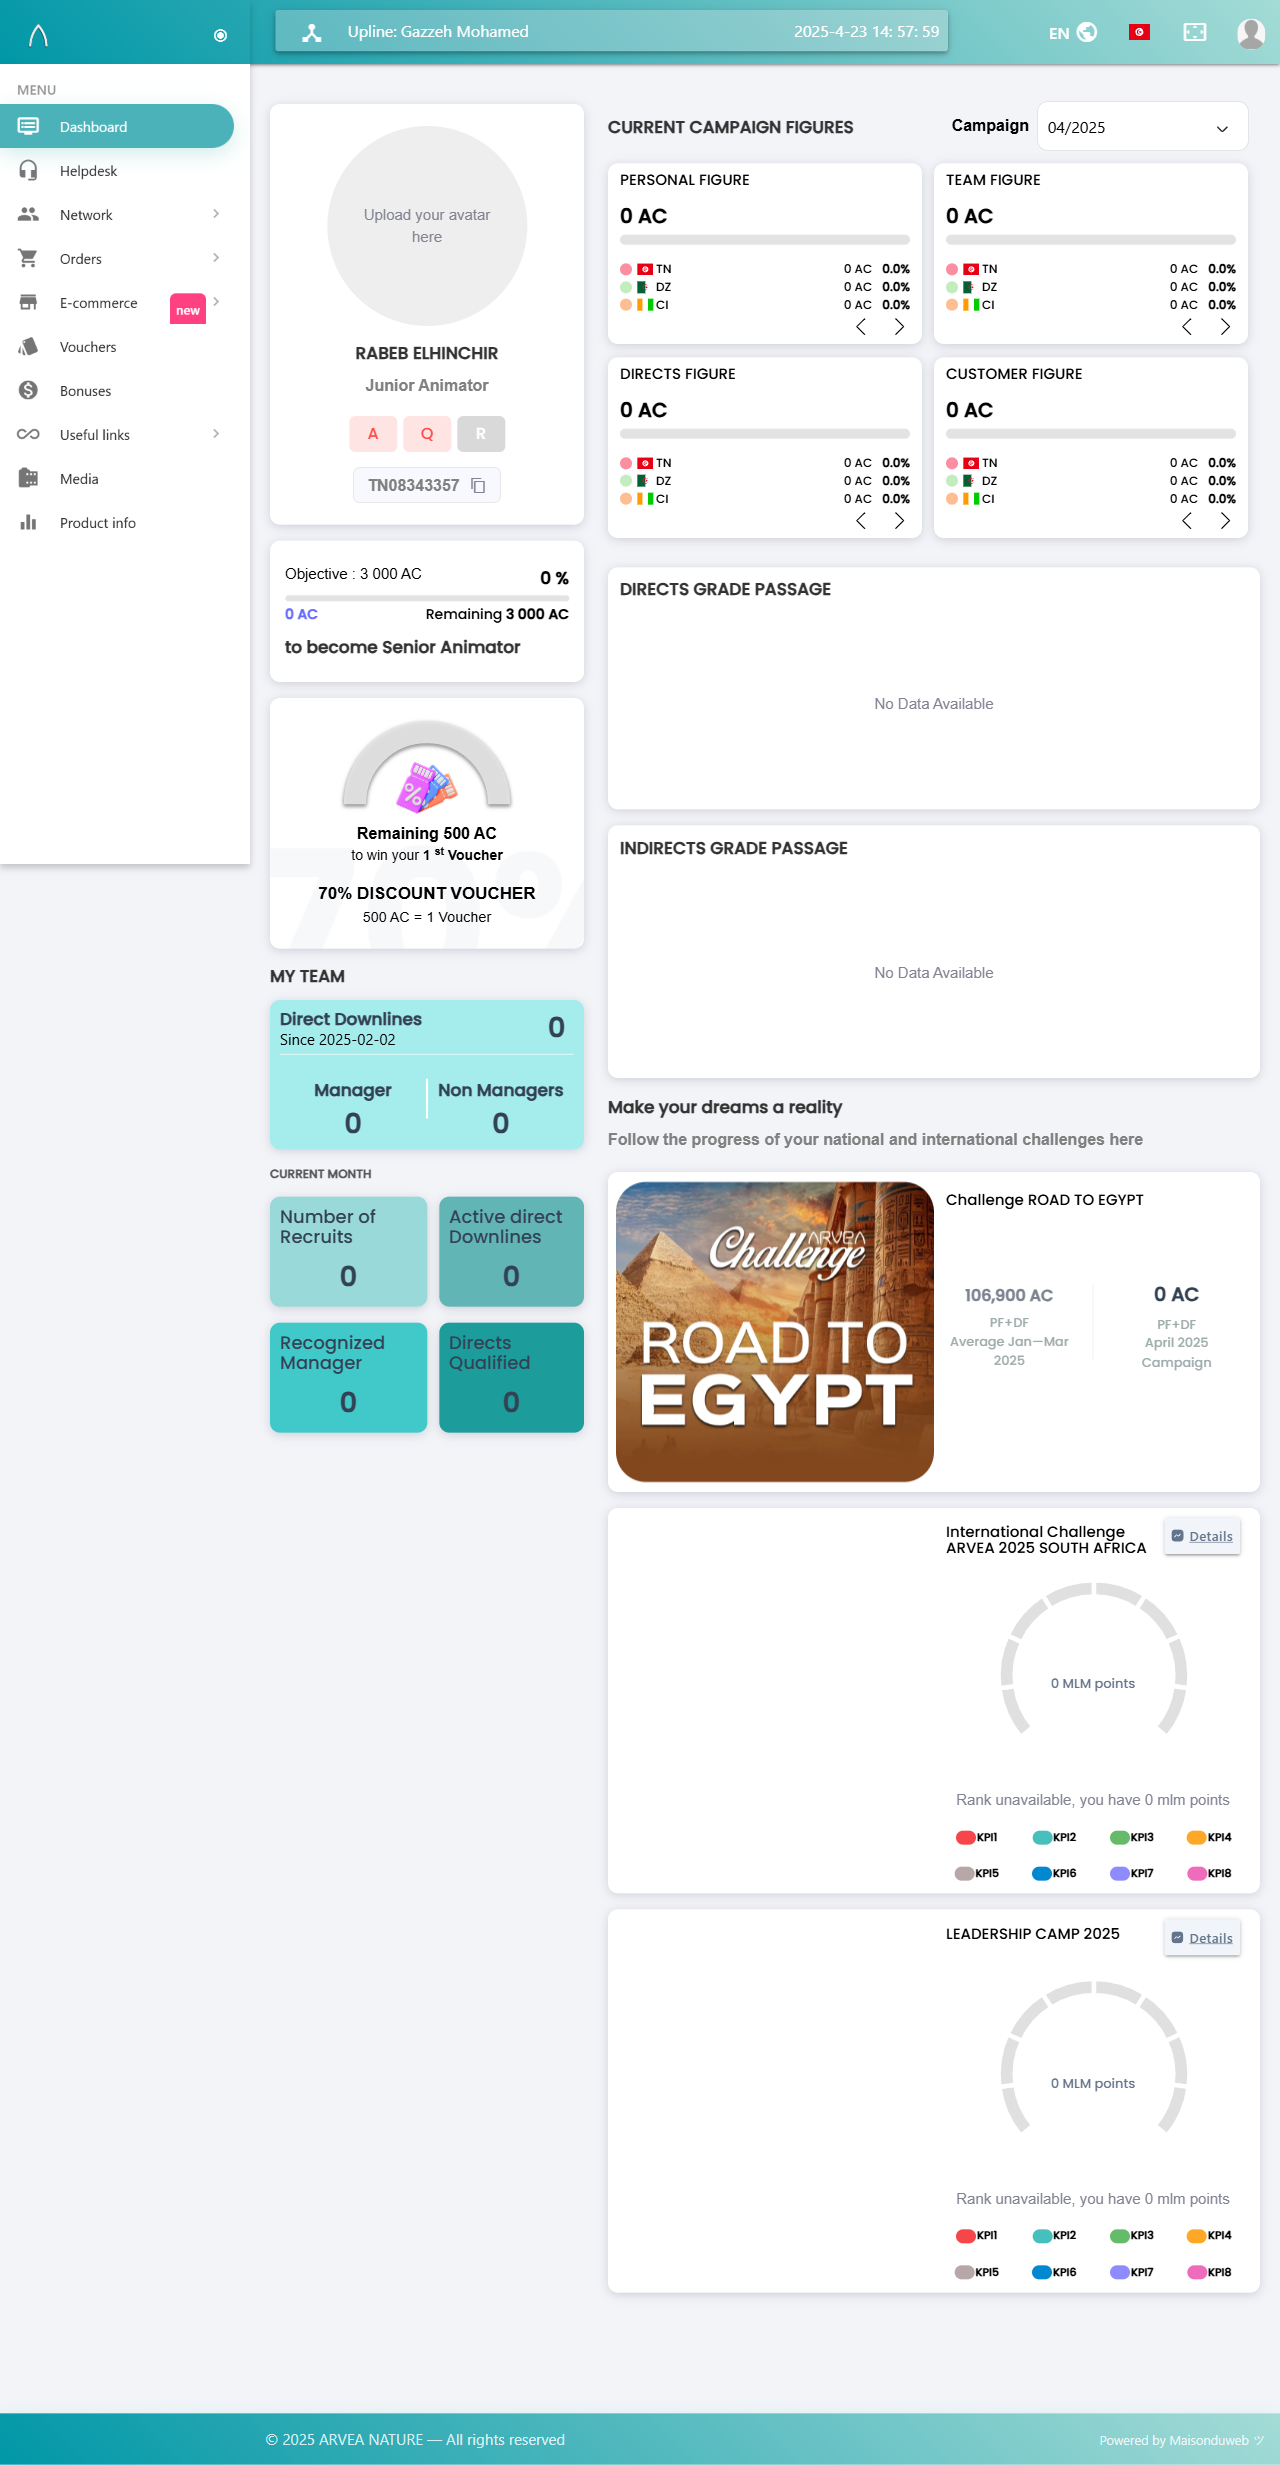 Upline: Gazzeh Mohamed
2025-4-23 14: 57: 59
EN
MENU
Dashboard
Helpdesk
Network
Orders
E-commerce
new
Vouchers
Bonuses
Useful links
Media
Product info
Upload your avatar
here
RABEB ELHINCHIR
Junior Animator
A Q R
TN08343357
Objective : 3 000 AC
0 %
0 AC
Remaining 3 000 AC
to become Senior Animator
70%
Remaining 500 AC
to win your 1 st Voucher
70% DISCOUNT VOUCHER
500 AC = 1 Voucher
MY TEAM
Direct Downlines
0
Since 2025-02-02
Manager
0
Non Managers
0
CURRENT MONTH
Number of
Recruits
0
Active direct
Downlines
0
Recognized
Manager
0
Directs
Qualified
0
CURRENT CAMPAIGN FIGURES
Campaign
04/2025
PERSONAL FIGURE
0 AC
TN 0 AC 0.0%
DZ 0 AC 0.0%
CI 0 AC 0.0%
TEAM FIGURE
0 AC
TN 0 AC 0.0%
DZ 0 AC 0.0%
CI 0 AC 0.0%
DIRECTS FIGURE
0 AC
TN 0 AC 0.0%
DZ 0 AC 0.0%
CI 0 AC 0.0%
CUSTOMER FIGURE
0 AC
TN 0 AC 0.0%
DZ 0 AC 0.0%
CI 0 AC 0.0%
DIRECTS GRADE PASSAGE
No Data Available
INDIRECTS GRADE PASSAGE
No Data Available
Make your dreams a reality
Follow the progress of your national and international challenges here
ARVEA
Challenge
ROAD TO
EGYPT
Challenge ROAD TO EGYPT
106,900 AC
PF+DF
Average Jan—Mar
2025
0 AC
PF+DF
April 2025
Campaign
International Challenge
ARVEA 2025 SOUTH AFRICA
Details
0 MLM points
Rank unavailable, you have 0 mlm points
KPI1 KPI2 KPI3 KPI4
KPI5 KPI6 KPI7 KPI8
LEADERSHIP CAMP 2025
Details
0 MLM points
Rank unavailable, you have 0 mlm points
KPI1 KPI2 KPI3 KPI4
KPI5 KPI6 KPI7 KPI8
© 2025 ARVEA NATURE — All rights reserved
Powered by Maisonduweb ツ